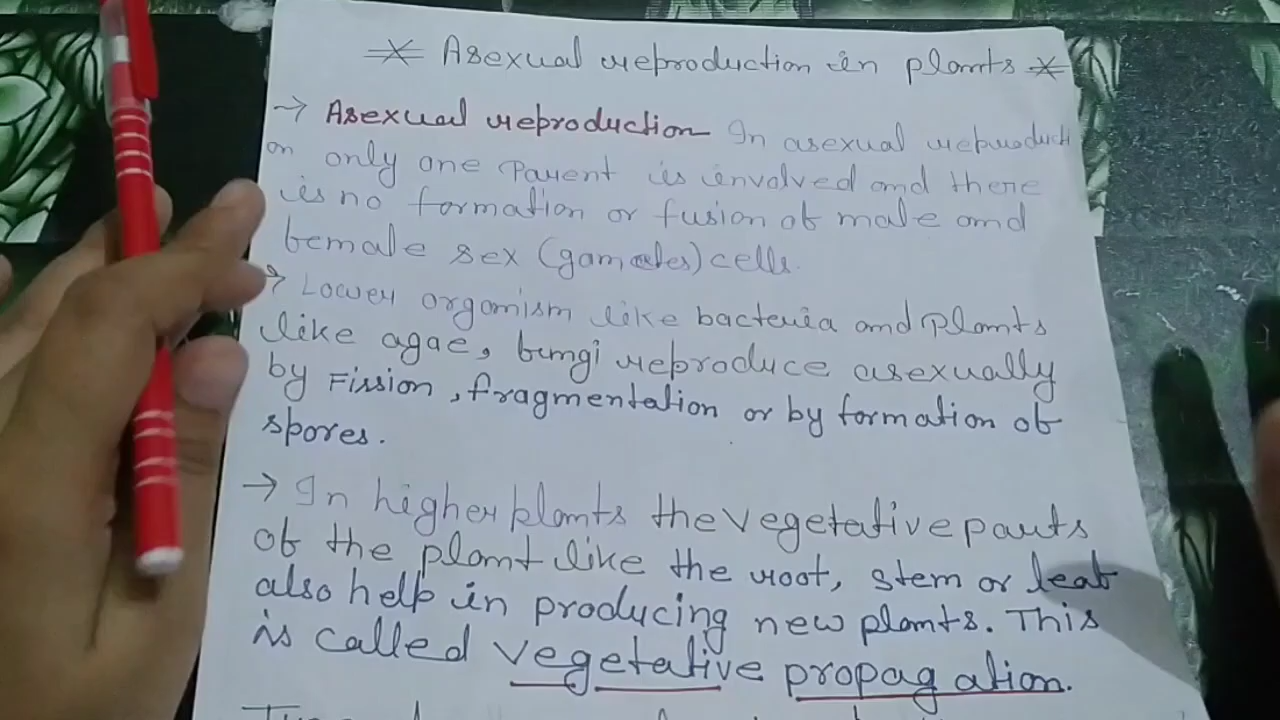 * Asexual reproduction in plants *
→ Asexual reproduction In asexual reproducti
on only one Parent is involved and there
is no formation or fusion of male and
female sex (gametes) cells.
→ Lower organism like bacteria and plants
like agae, fungi reproduce asexually
by Fission, fragmentation or by formation of
spores.
→ In higher plants the vegetative parts
of the plant like the root, stem or leaf
also help in producing new plants. This
is called vegetative propagation.